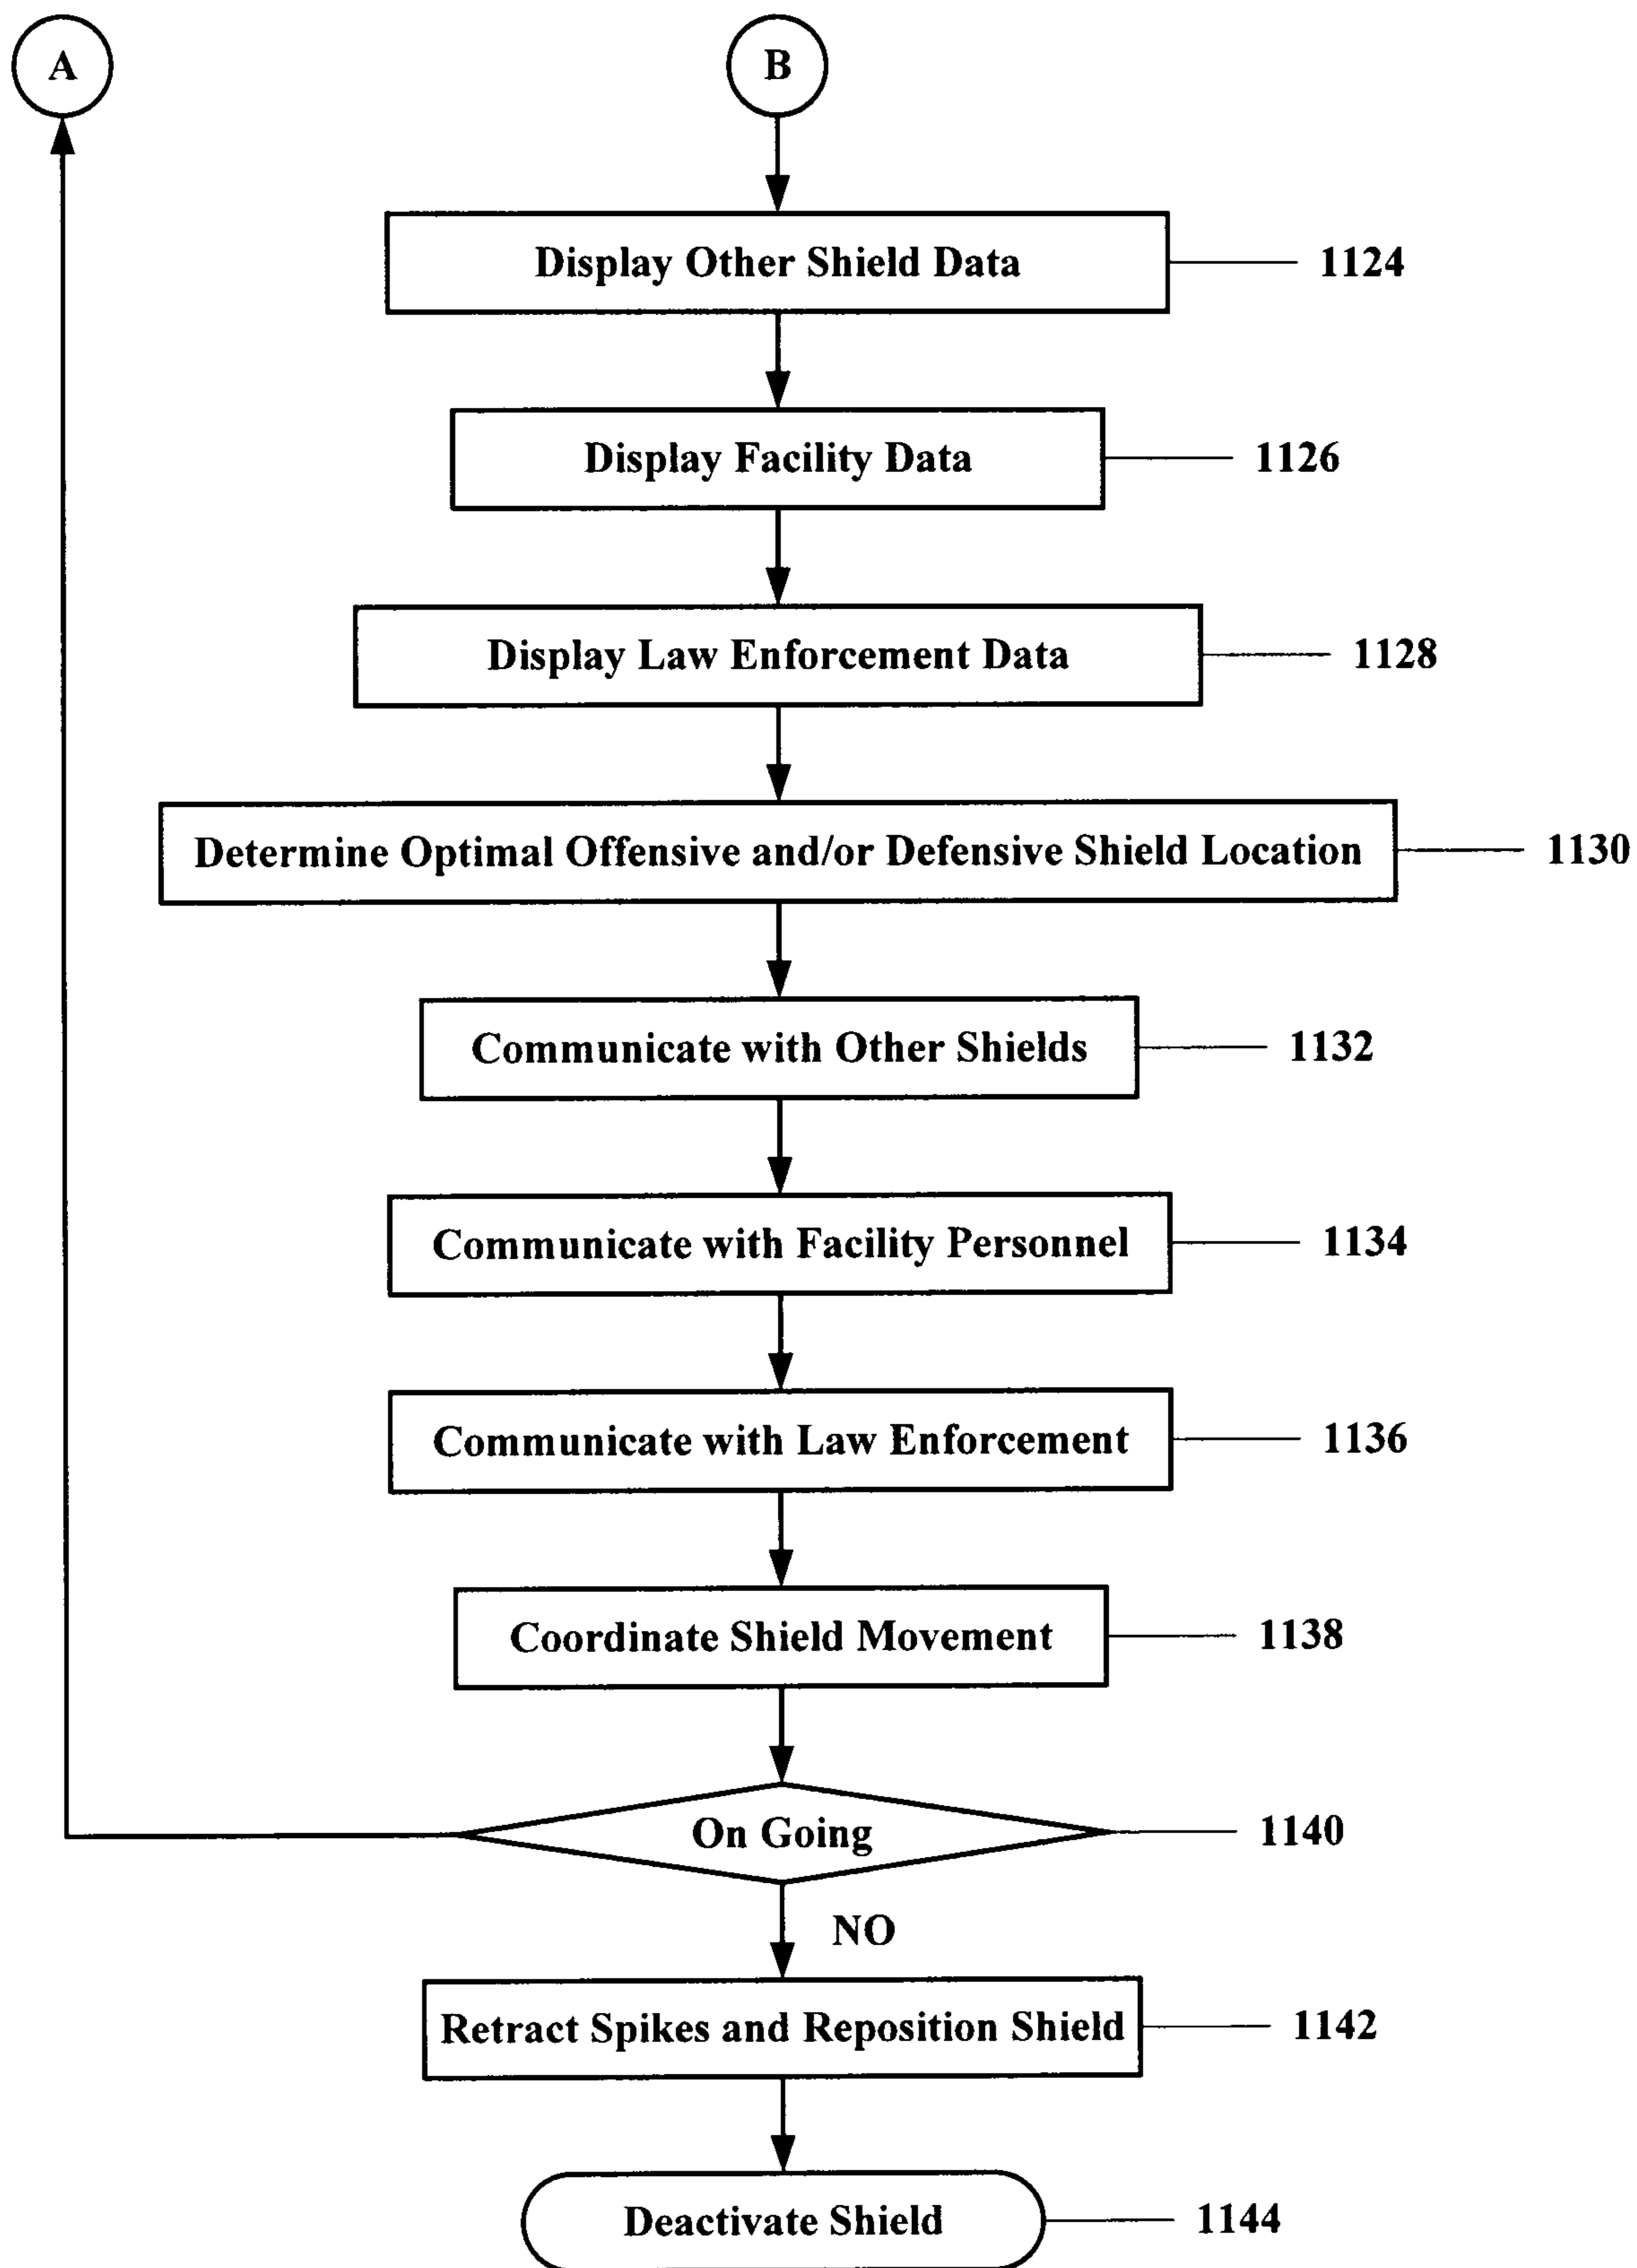 A
B
Display Other Shield Data
1124
Display Facility Data
1126
Display Law Enforcement Data
1128
Determine Optimal Offensive and/or Defensive Shield Location
1130
Communicate with Other Shields
1132
Communicate with Facility Personnel
1134
Communicate with Law Enforcement
1136
Coordinate Shield Movement
1138
On Going
1140
NO
Retract Spikes and Reposition Shield
1142
Deactivate Shield
1144